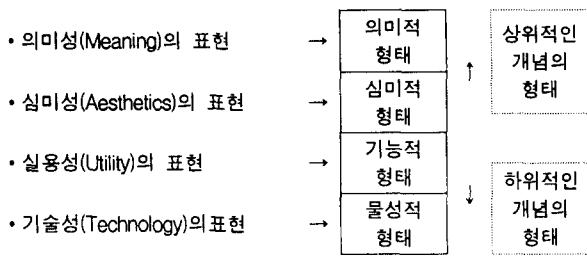 • 의미성(Meaning)의 표현 → 의미적
형태
• 심미성(Aesthetics)의 표현 → 심미적
형태
• 실용성(Utility)의 표현 → 기능적
형태
• 기술성(Technology)의표현 → 물성적
형태
↑
상위적인
개념의
형태
↓
하위적인
개념의
형태